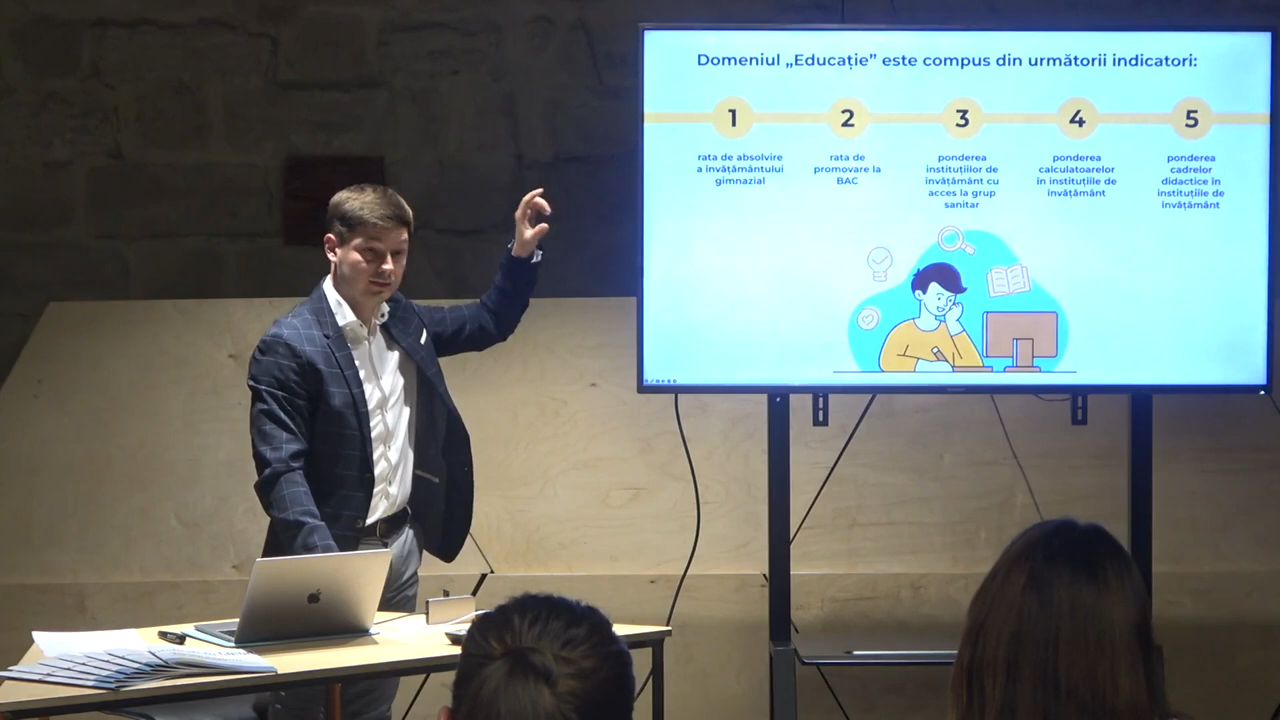 Domeniul „Educație” este compus din următorii indicatori:
1
2
3
4
5
rata de absolvire
a învățământului
gimnazial
rata de
promovare la
BAC
ponderea
instituțiilor de
învățământ cu
acces la grup
sanitar
ponderea
calculatoarelor
în instituțiile de
învățământ
ponderea
cadrelor
didactice în
instituțiile de
învățământ